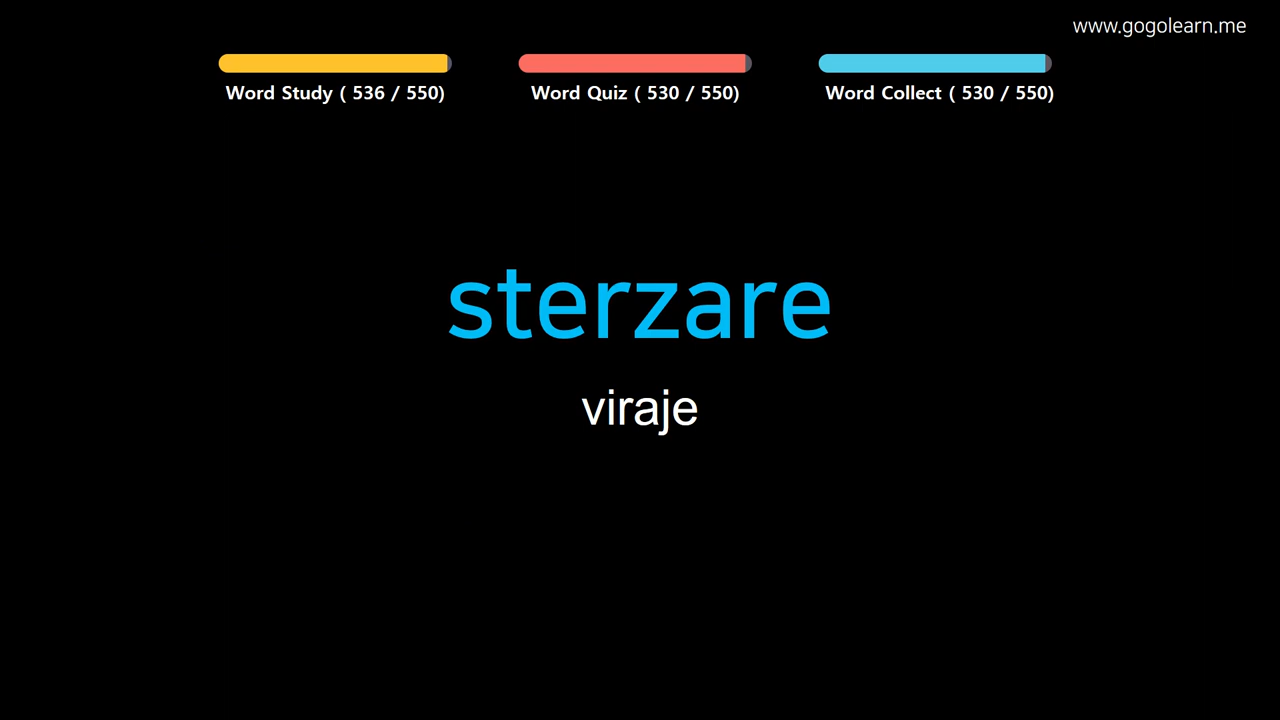 www.gogolearn.me
Word Study ( 536 / 550)
Word Quiz ( 530 / 550)
Word Collect ( 530 / 550)
sterzare
viraje